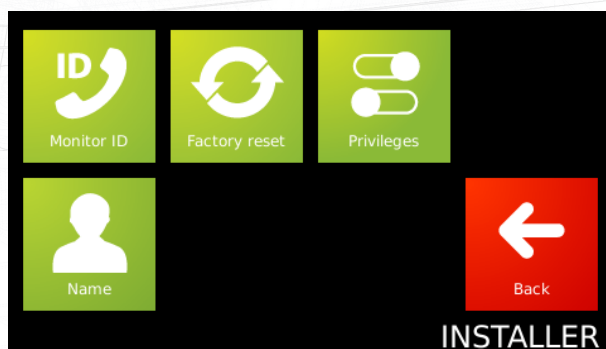 ID
Monitor ID
Factory reset
Privileges
Name
Back
INSTALLER